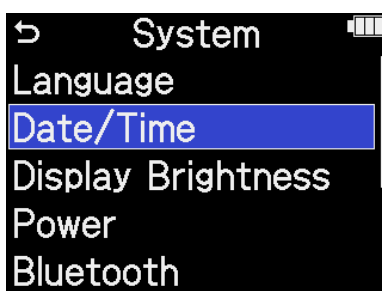 System
Language
Date/Time
Display Brightness
Power
Bluetooth